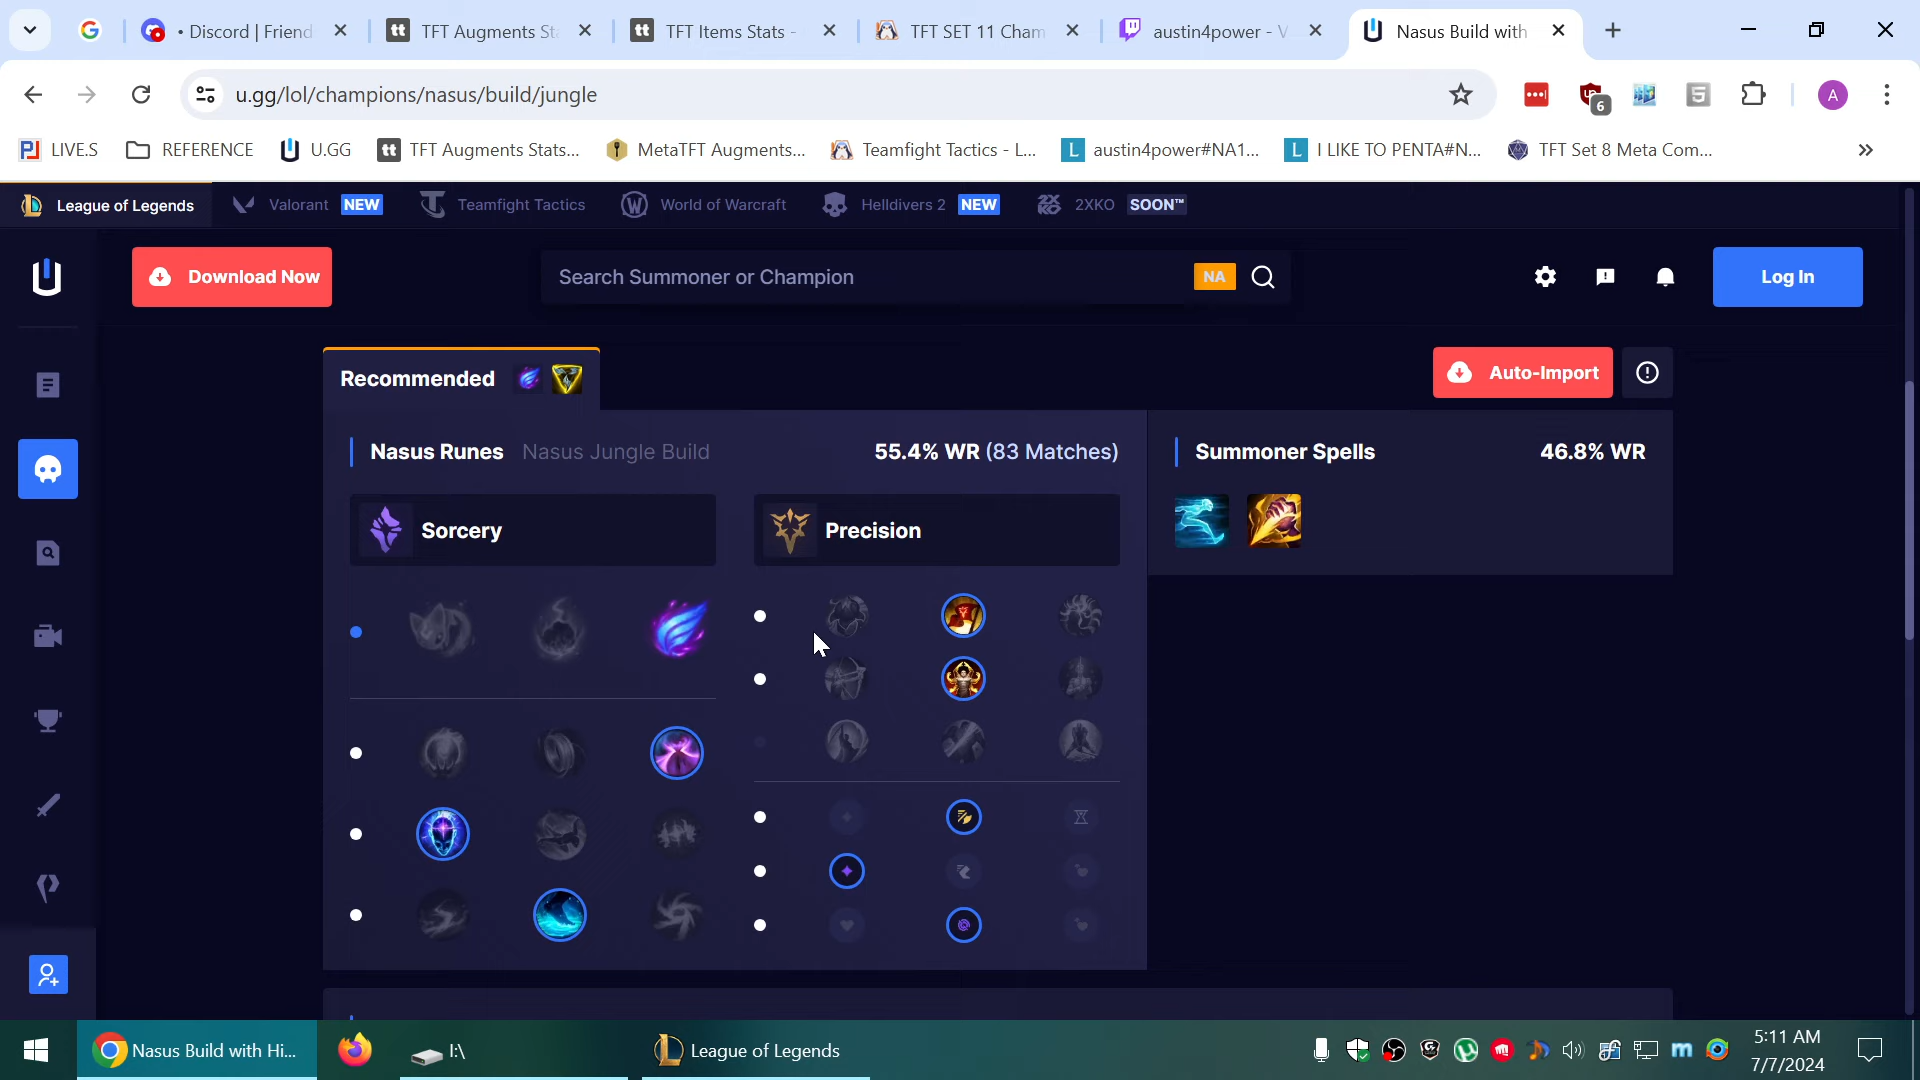 • Discord | Friend
TFT Augments St
TFT Items Stats -
TFT SET 11 Cham
austin4power - V
Nasus Build with
u.gg/lol/champions/nasus/build/jungle
6
A
LIVE.S
REFERENCE
U.GG
TFT Augments Stats...
MetaTFT Augments...
Teamfight Tactics - L...
L austin4power#NA1...
L I LIKE TO PENTA#N...
TFT Set 8 Meta Com...
League of Legends
Valorant NEW
Teamfight Tactics
World of Warcraft
Helldivers 2 NEW
2XKO SOON™
Download Now
Search Summoner or Champion
NA
Log In
Recommended
Auto-Import
Nasus Runes Nasus Jungle Build 55.4% WR (83 Matches)
Summoner Spells 46.8% WR
Sorcery
Precision
Nasus Build with Hi...
I:\
League of Legends
5:11 AM
7/7/2024